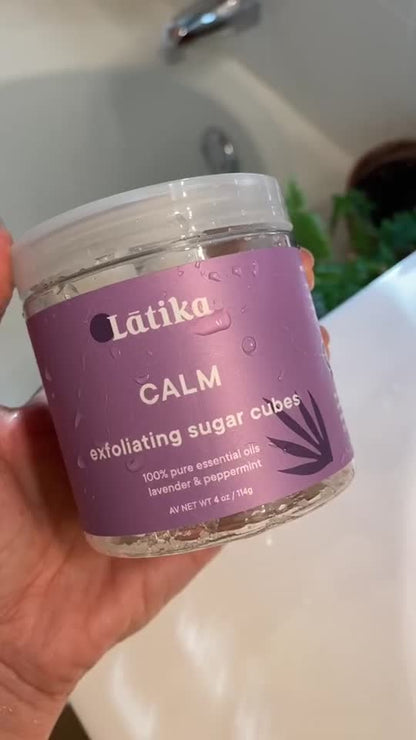 Lātika
CALM
exfoliating sugar cubes
100% pure essential oils
lavender & peppermint
AV NET WT 4 oz / 114g